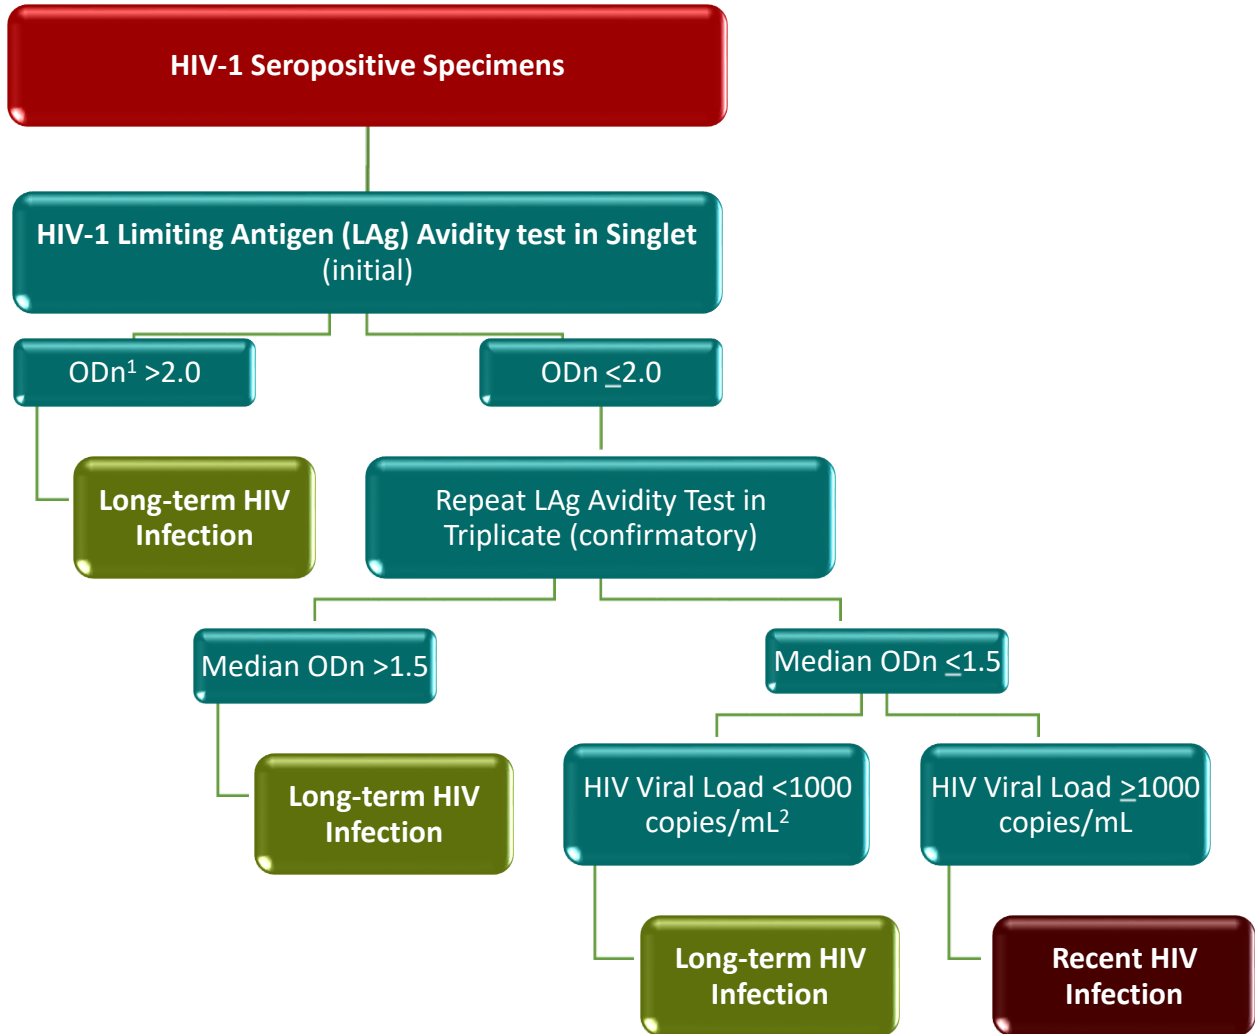 HIV-1 Seropositive Specimens
HIV-1 Limiting Antigen (LAg) Avidity test in Singlet
(initial)
ODn¹ >2.0
ODn ≤2.0
Long-term HIV
Infection
Repeat LAg Avidity Test in
Triplicate (confirmatory)
Median ODn >1.5
Median ODn ≤1.5
Long-term HIV
Infection
HIV Viral Load <1000
copies/mL²
HIV Viral Load ≥1000
copies/mL
Long-term HIV
Infection
Recent HIV
Infection